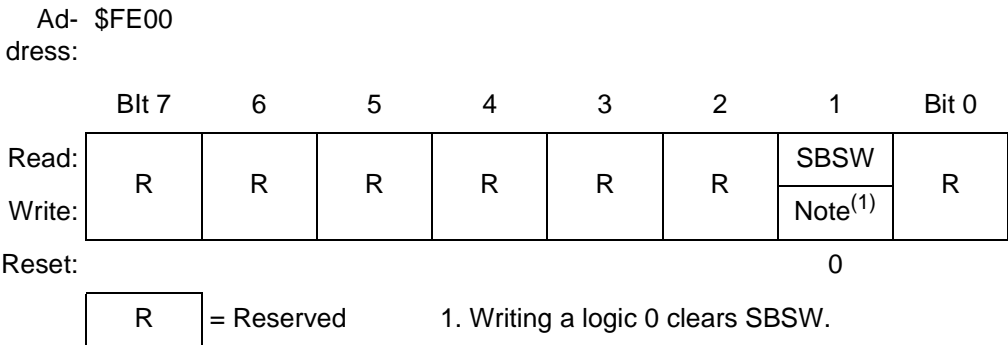 Ad- $FE00
dress:
BIt 7 6 5 4 3 2 1 Bit 0
Read: R R R R R R SBSW R
Write: Note(1)
Reset: 0
R = Reserved 1. Writing a logic 0 clears SBSW.